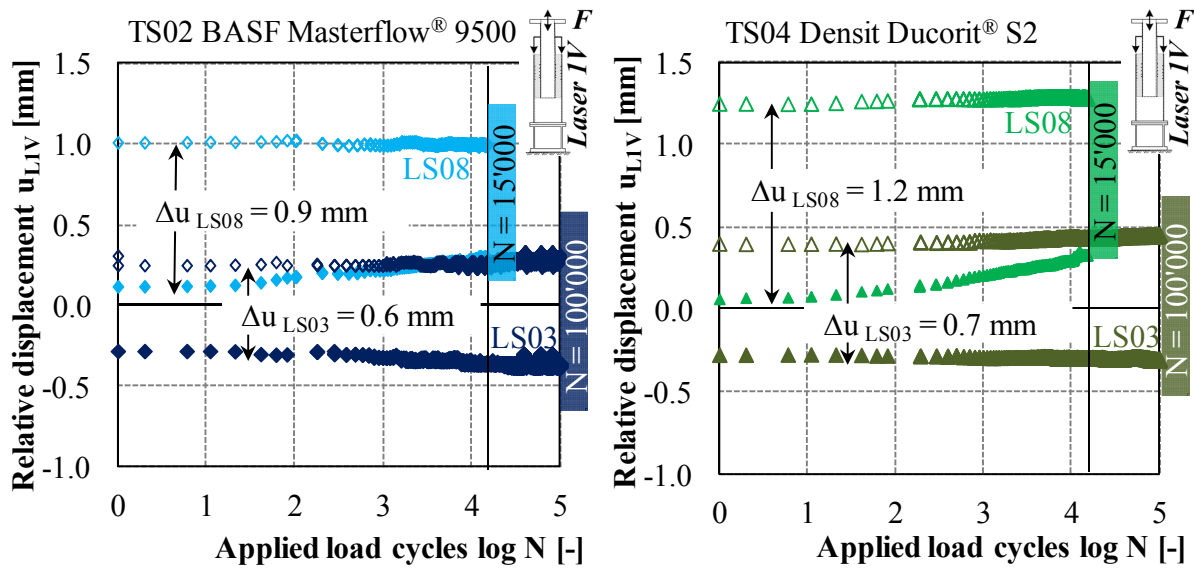 TS02 BASF Masterflow® 9500
F
Laser 1V
Relative displacement u_L1V [mm]
1.5
1.0
0.5
0.0
-0.5
-1.0
LS08
Δu LS08 = 0.9 mm
N = 15'000
Δu LS03 = 0.6 mm
LS03
N = 100'000
0 1 2 3 4 5
Applied load cycles log N [-]
TS04 Densit Ducorit® S2
F
Laser 1V
Relative displacement u_L1V [mm]
1.5
1.0
0.5
0.0
-0.5
-1.0
LS08
Δu LS08 = 1.2 mm
N = 15'000
Δu LS03 = 0.7 mm
LS03
N = 100'000
0 1 2 3 4 5
Applied load cycles log N [-]